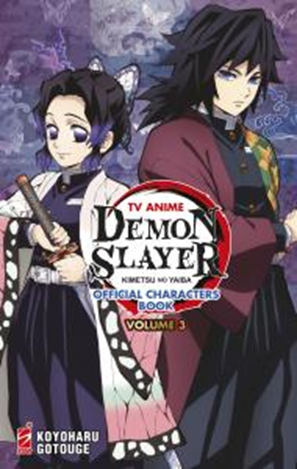 TV ANIME
DEMON
SLAYER
KIMETSU NO YAIBA
OFFICIAL CHARACTERS
BOOK
VOLUME 3
KOYOHARU
GOTOUGE